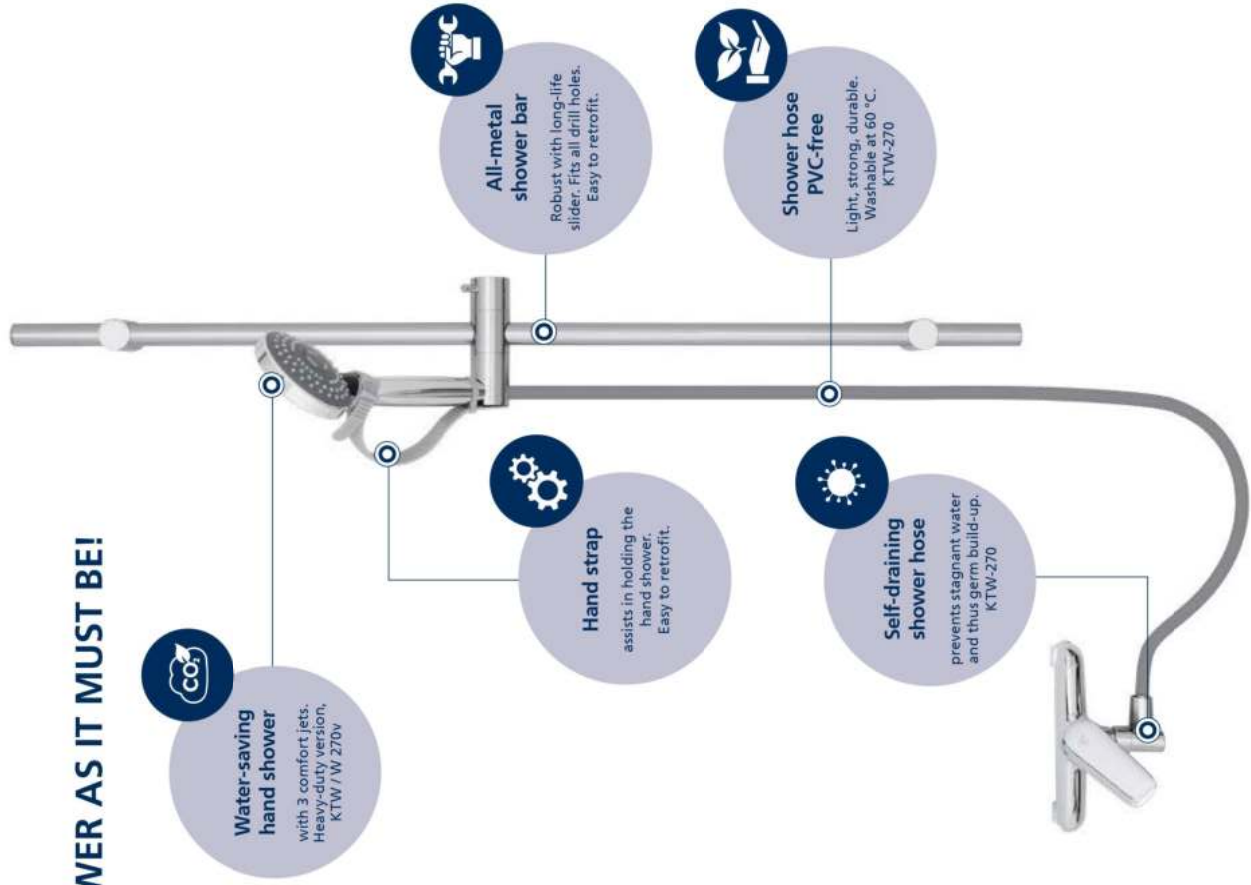 WER AS IT MUST BE!
CO₂
Water-saving
hand shower
with 3 comfort jets.
Heavy-duty version,
KTW / W 270v
Hand strap
assists in holding the
hand shower.
Easy to retrofit.
Self-draining
shower hose
prevents stagnant water
and thus germ build-up.
KTW-270
All-metal
shower bar
Robust with long-life
slider. Fits all drill holes.
Easy to retrofit.
Shower hose
PVC-free
Light, strong, durable.
Washable at 60 °C.
KTW-270